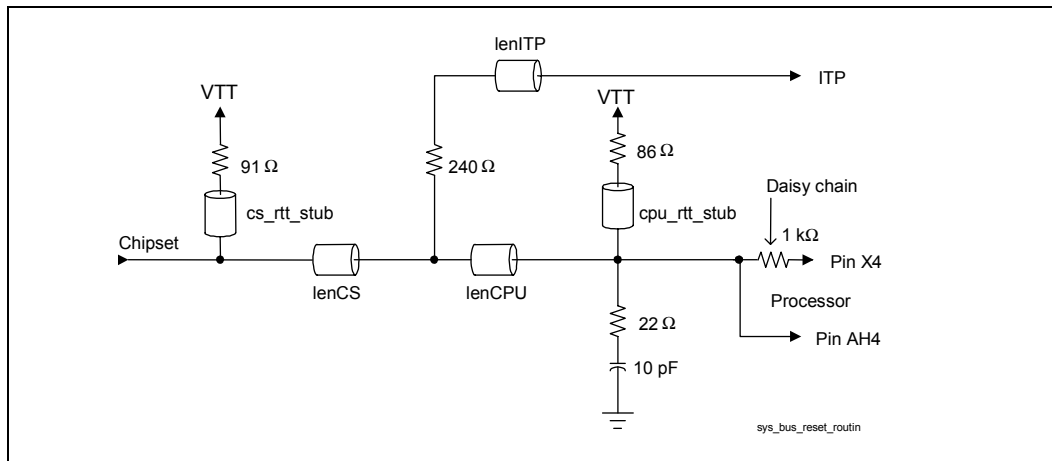 lenITP
ITP
VTT
VTT
91 Ω
240 Ω
86 Ω
cs_rtt_stub
cpu_rtt_stub
Daisy chain
Chipset
1 kΩ
Pin X4
lenCS
lenCPU
Processor
22 Ω
Pin AH4
10 pF
sys_bus_reset_routin